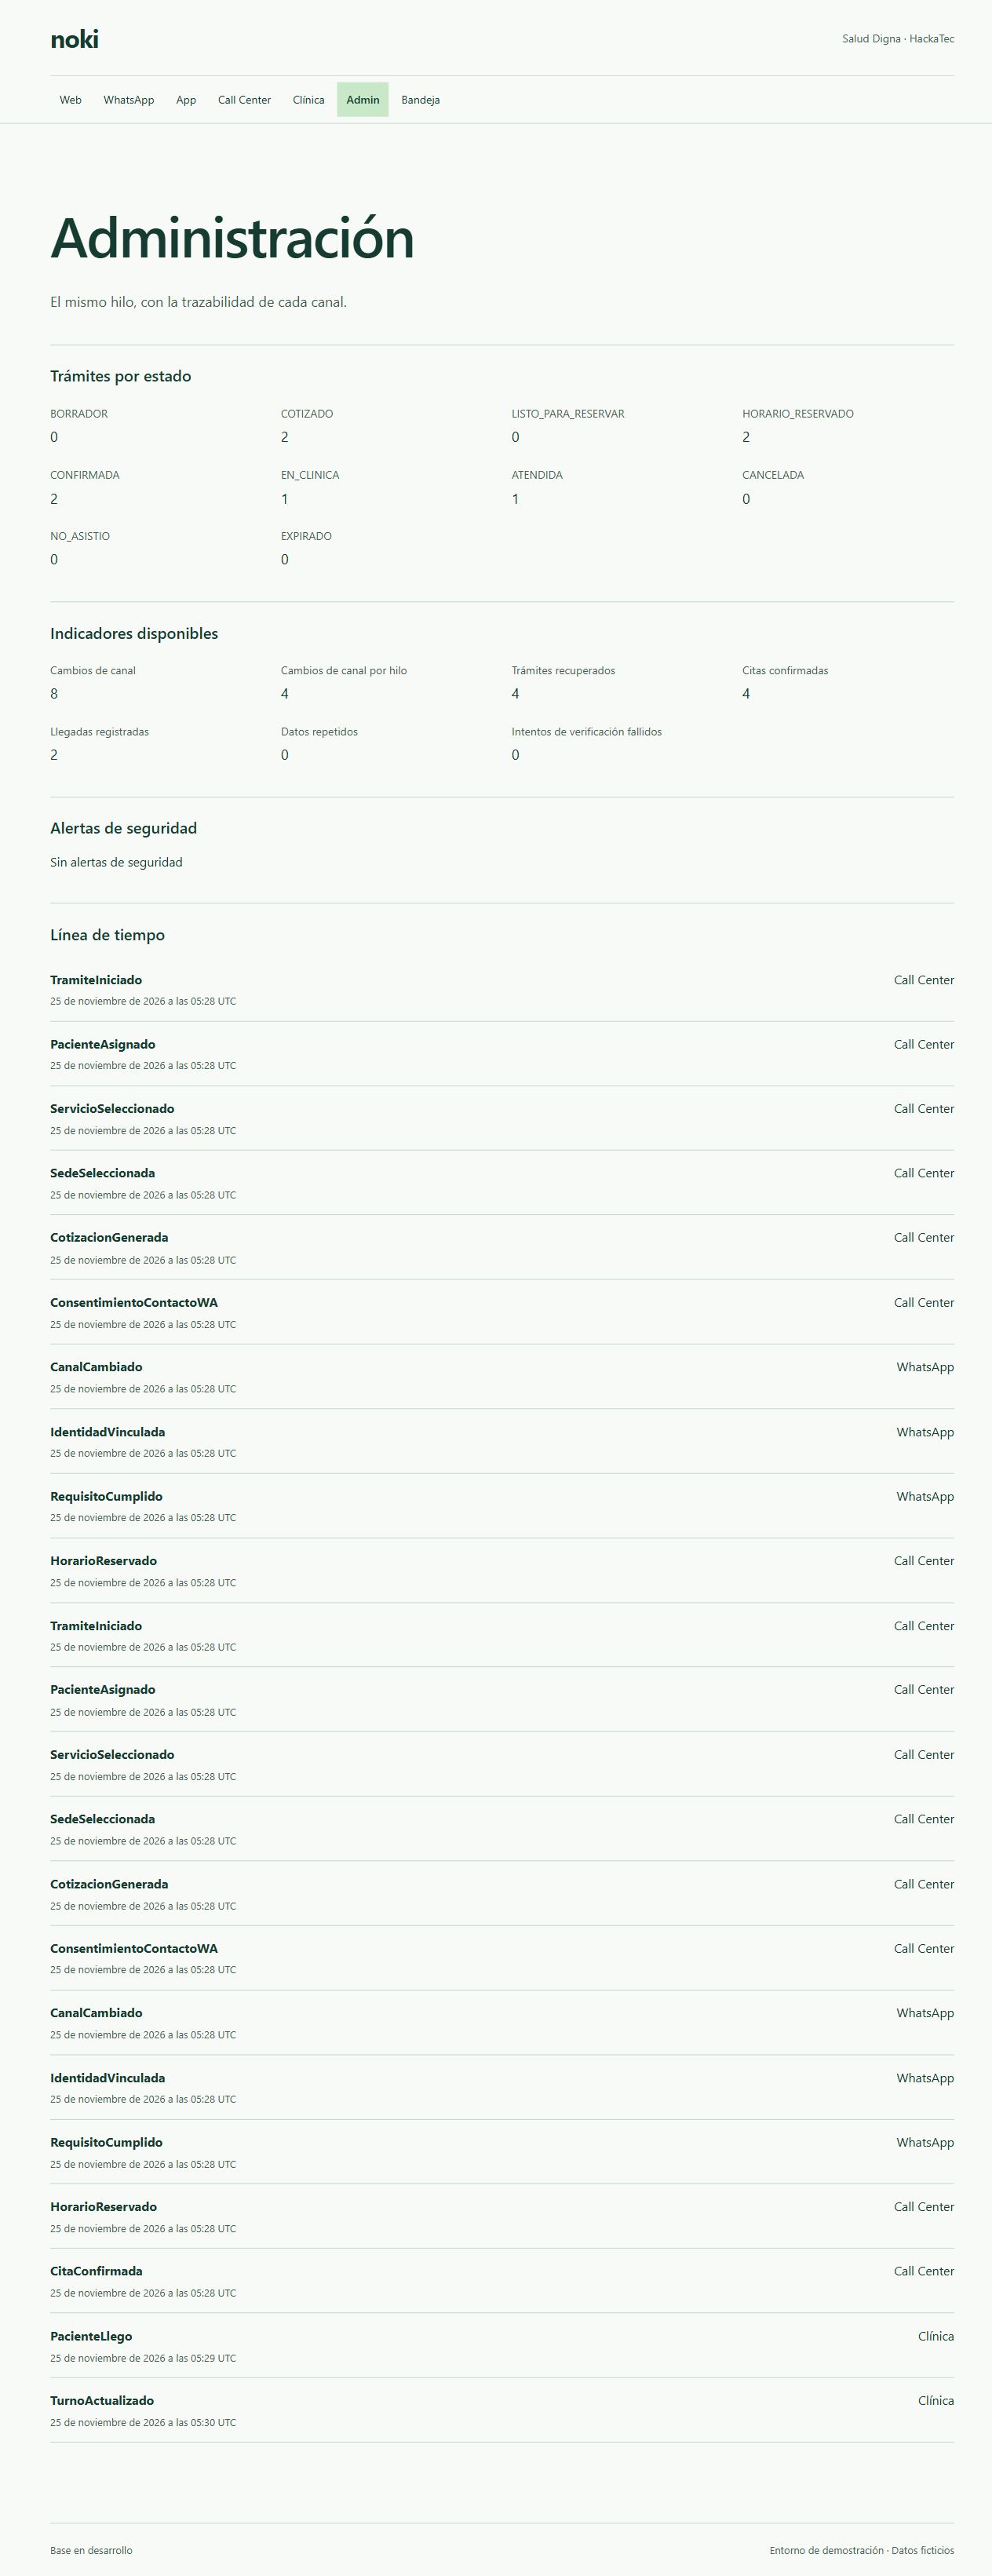 noki
Salud Digna · HackaTec
Web WhatsApp App Call Center Clínica Admin Bandeja
Administración
El mismo hilo, con la trazabilidad de cada canal.
Trámites por estado
BORRADOR COTIZADO LISTO_PARA_RESERVAR HORARIO_RESERVADO
0 2 0 2
CONFIRMADA EN_CLINICA ATENDIDA CANCELADA
2 1 1 0
NO_ASISTIO EXPIRADO
0 0
Indicadores disponibles
Cambios de canal Cambios de canal por hilo Trámites recuperados Citas confirmadas
8 4 4 4
Llegadas registradas Datos repetidos Intentos de verificación fallidos
2 0 0
Alertas de seguridad
Sin alertas de seguridad
Línea de tiempo
TramiteIniciado Call Center
25 de noviembre de 2026 a las 05:28 UTC
PacienteAsignado Call Center
25 de noviembre de 2026 a las 05:28 UTC
ServicioSeleccionado Call Center
25 de noviembre de 2026 a las 05:28 UTC
SedeSeleccionada Call Center
25 de noviembre de 2026 a las 05:28 UTC
CotizacionGenerada Call Center
25 de noviembre de 2026 a las 05:28 UTC
ConsentimientoContactoWA Call Center
25 de noviembre de 2026 a las 05:28 UTC
CanalCambiado WhatsApp
25 de noviembre de 2026 a las 05:28 UTC
IdentidadVinculada WhatsApp
25 de noviembre de 2026 a las 05:28 UTC
RequisitoCumplido WhatsApp
25 de noviembre de 2026 a las 05:28 UTC
HorarioReservado Call Center
25 de noviembre de 2026 a las 05:28 UTC
TramiteIniciado Call Center
25 de noviembre de 2026 a las 05:28 UTC
PacienteAsignado Call Center
25 de noviembre de 2026 a las 05:28 UTC
ServicioSeleccionado Call Center
25 de noviembre de 2026 a las 05:28 UTC
SedeSeleccionada Call Center
25 de noviembre de 2026 a las 05:28 UTC
CotizacionGenerada Call Center
25 de noviembre de 2026 a las 05:28 UTC
ConsentimientoContactoWA Call Center
25 de noviembre de 2026 a las 05:28 UTC
CanalCambiado WhatsApp
25 de noviembre de 2026 a las 05:28 UTC
IdentidadVinculada WhatsApp
25 de noviembre de 2026 a las 05:28 UTC
RequisitoCumplido WhatsApp
25 de noviembre de 2026 a las 05:28 UTC
HorarioReservado Call Center
25 de noviembre de 2026 a las 05:28 UTC
CitaConfirmada Call Center
25 de noviembre de 2026 a las 05:28 UTC
PacienteLlego Clínica
25 de noviembre de 2026 a las 05:29 UTC
TurnoActualizado Clínica
25 de noviembre de 2026 a las 05:30 UTC
Base en desarrollo
Entorno de demostración · Datos ficticios